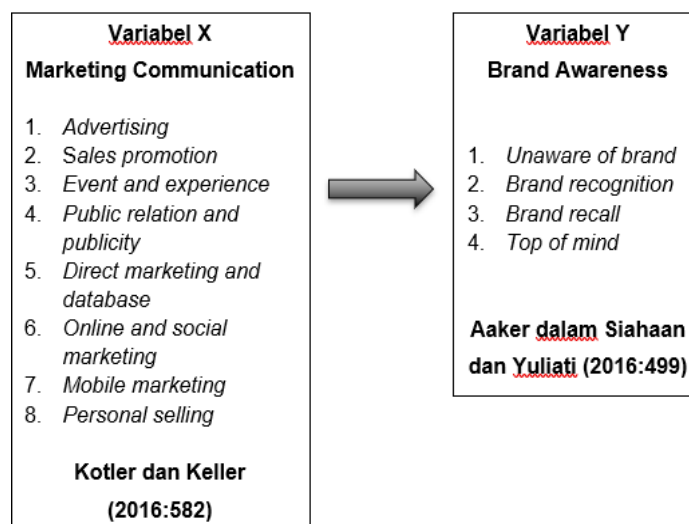 Variabel X
Marketing Communication
1. Advertising
2. Sales promotion
3. Event and experience
4. Public relation and
publicity
5. Direct marketing and
database
6. Online and social
marketing
7. Mobile marketing
8. Personal selling
Kotler dan Keller
(2016:582)
Variabel Y
Brand Awareness
1. Unaware of brand
2. Brand recognition
3. Brand recall
4. Top of mind
Aaker dalam Siahaan
dan Yuliati (2016:499)